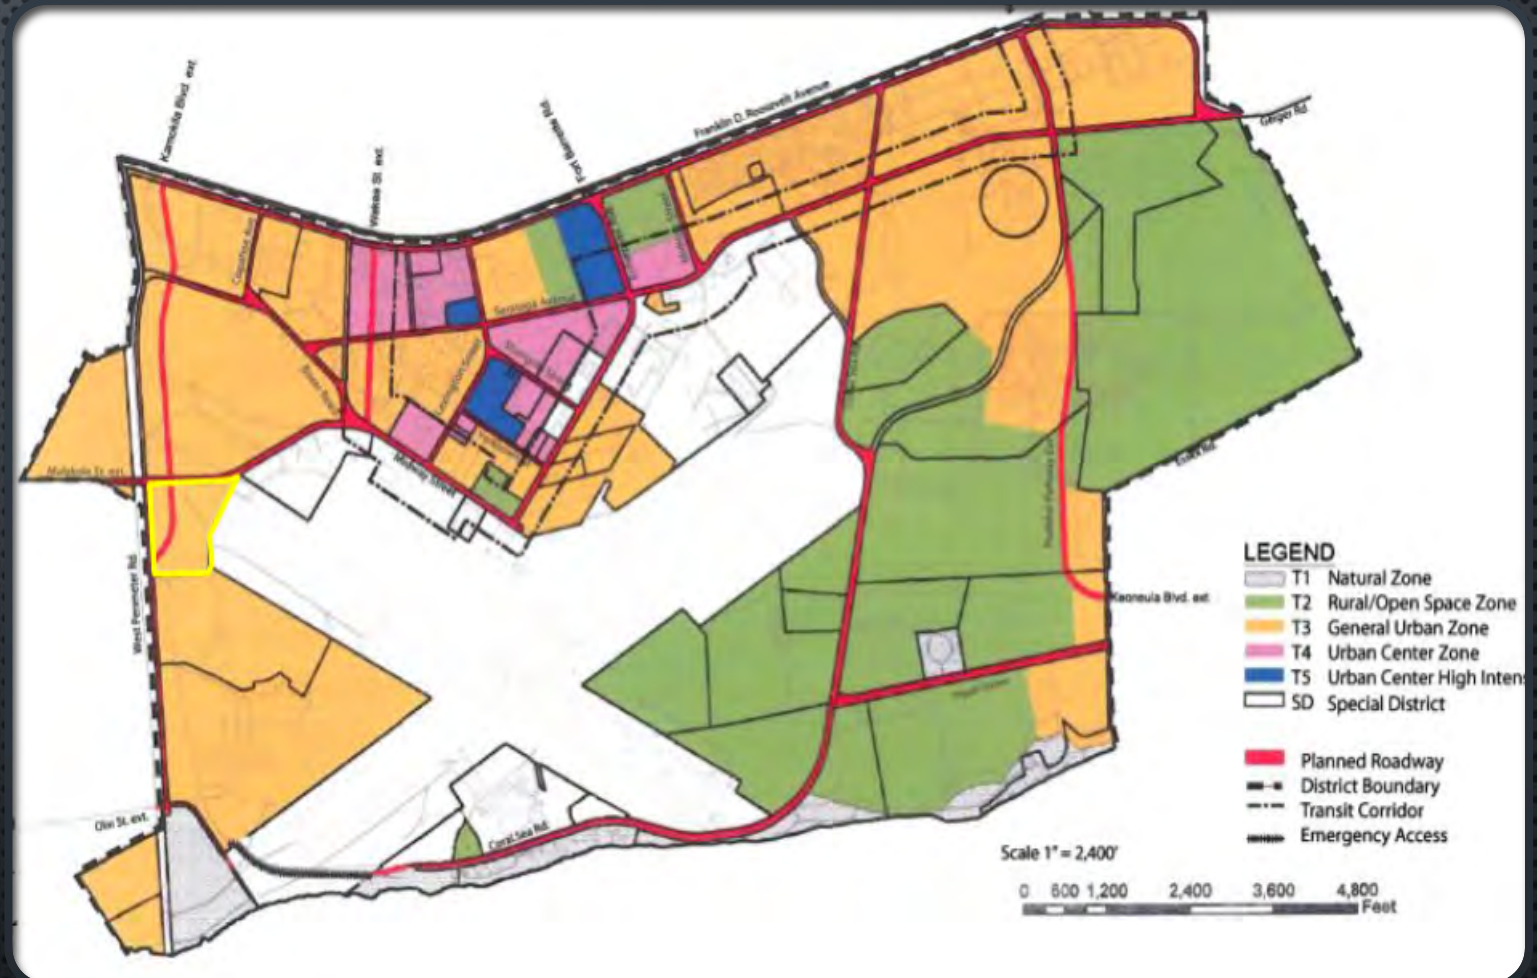 Kamokila Blvd. ext.
Wakea St. ext.
Fort Barrette Rd.
Franklin D. Roosevelt Avenue
Geiger Rd.
Saratoga Avenue
Lexington Street
Midway Street
Malakole St. ext.
West Perimeter Rd.
Essex Rd.
Keoneula Blvd. ext.
Olai St. ext.
Coral Sea Rd.
LEGEND
T1 Natural Zone
T2 Rural/Open Space Zone
T3 General Urban Zone
T4 Urban Center Zone
T5 Urban Center High Intens
SD Special District
Planned Roadway
District Boundary
Transit Corridor
Emergency Access
Scale 1" = 2,400'
0 600 1,200 2,400 3,600 4,800
Feet